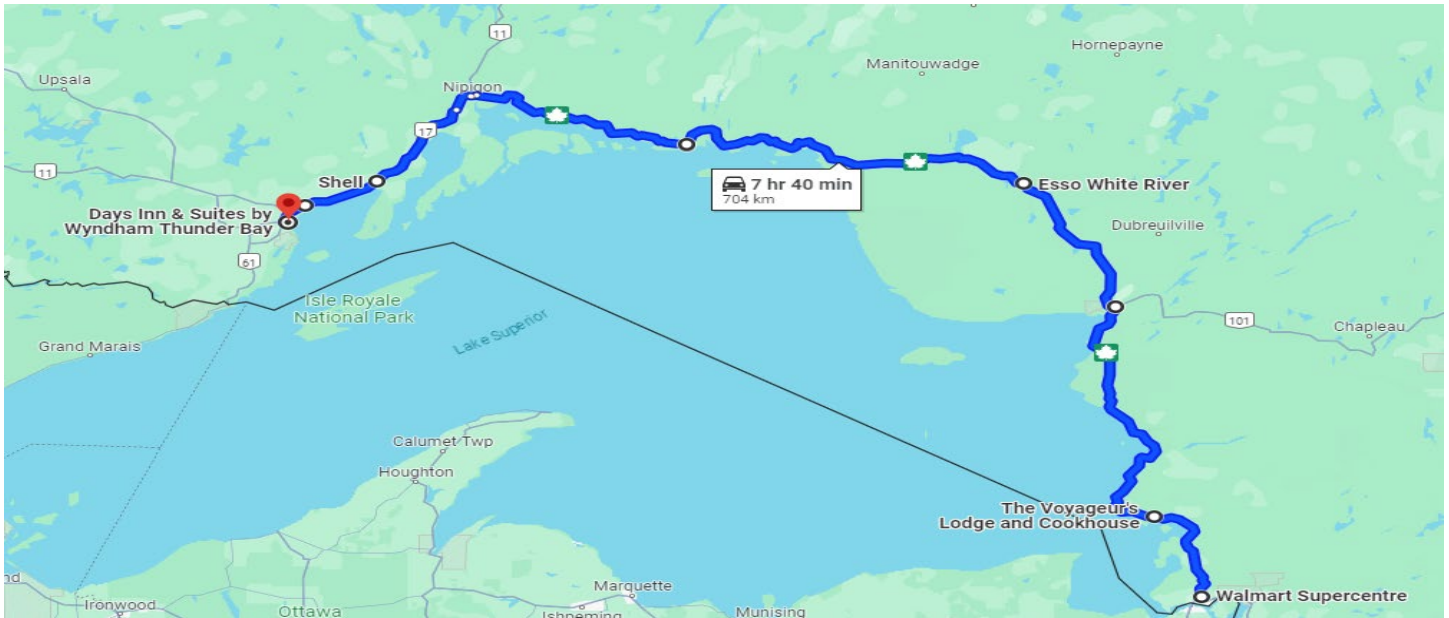 11
Hornepayne
Manitouwadge
Upsala
Nipigon
17
11
Shell
7 hr 40 min
704 km
Esso White River
Days Inn & Suites by
Wyndham Thunder Bay
Dubreuilville
61
Isle Royale
National Park
101
Chapleau
Lake Superior
Grand Marais
Calumet Twp
Houghton
The Voyageur's
Lodge and Cookhouse
Marquette
Walmart Supercentre
Ironwood
Ottawa
Ishpeming
Munising